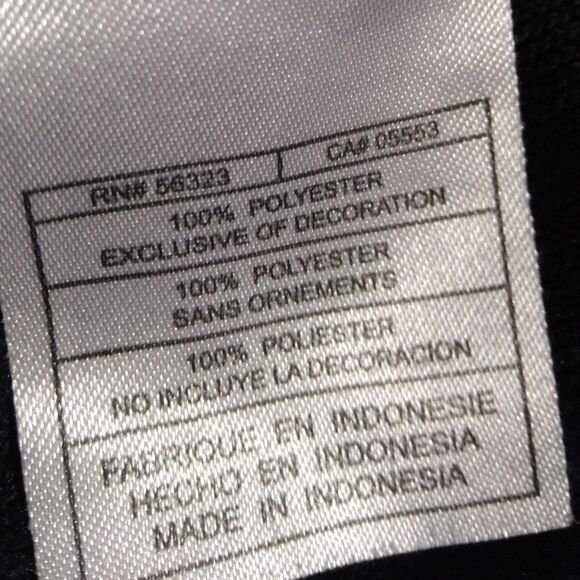 RN# 56323 CA# 05553
100% POLYESTER
EXCLUSIVE OF DECORATION
100% POLYESTER
SANS ORNEMENTS
100% POLIESTER
NO INCLUYE LA DECORACION
FABRIQUE EN INDONESIE
HECHO EN INDONESIA
MADE IN INDONESIA